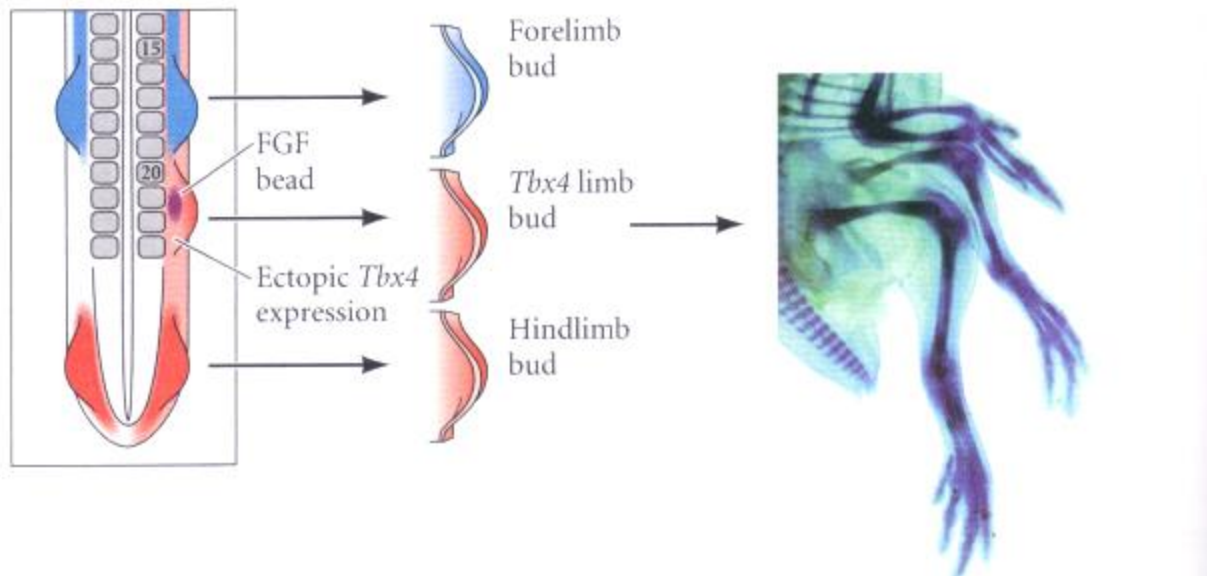 Forelimb
bud
15
FGF
bead
20
Tbx4 limb
bud
Ectopic Tbx4
expression
Hindlimb
bud